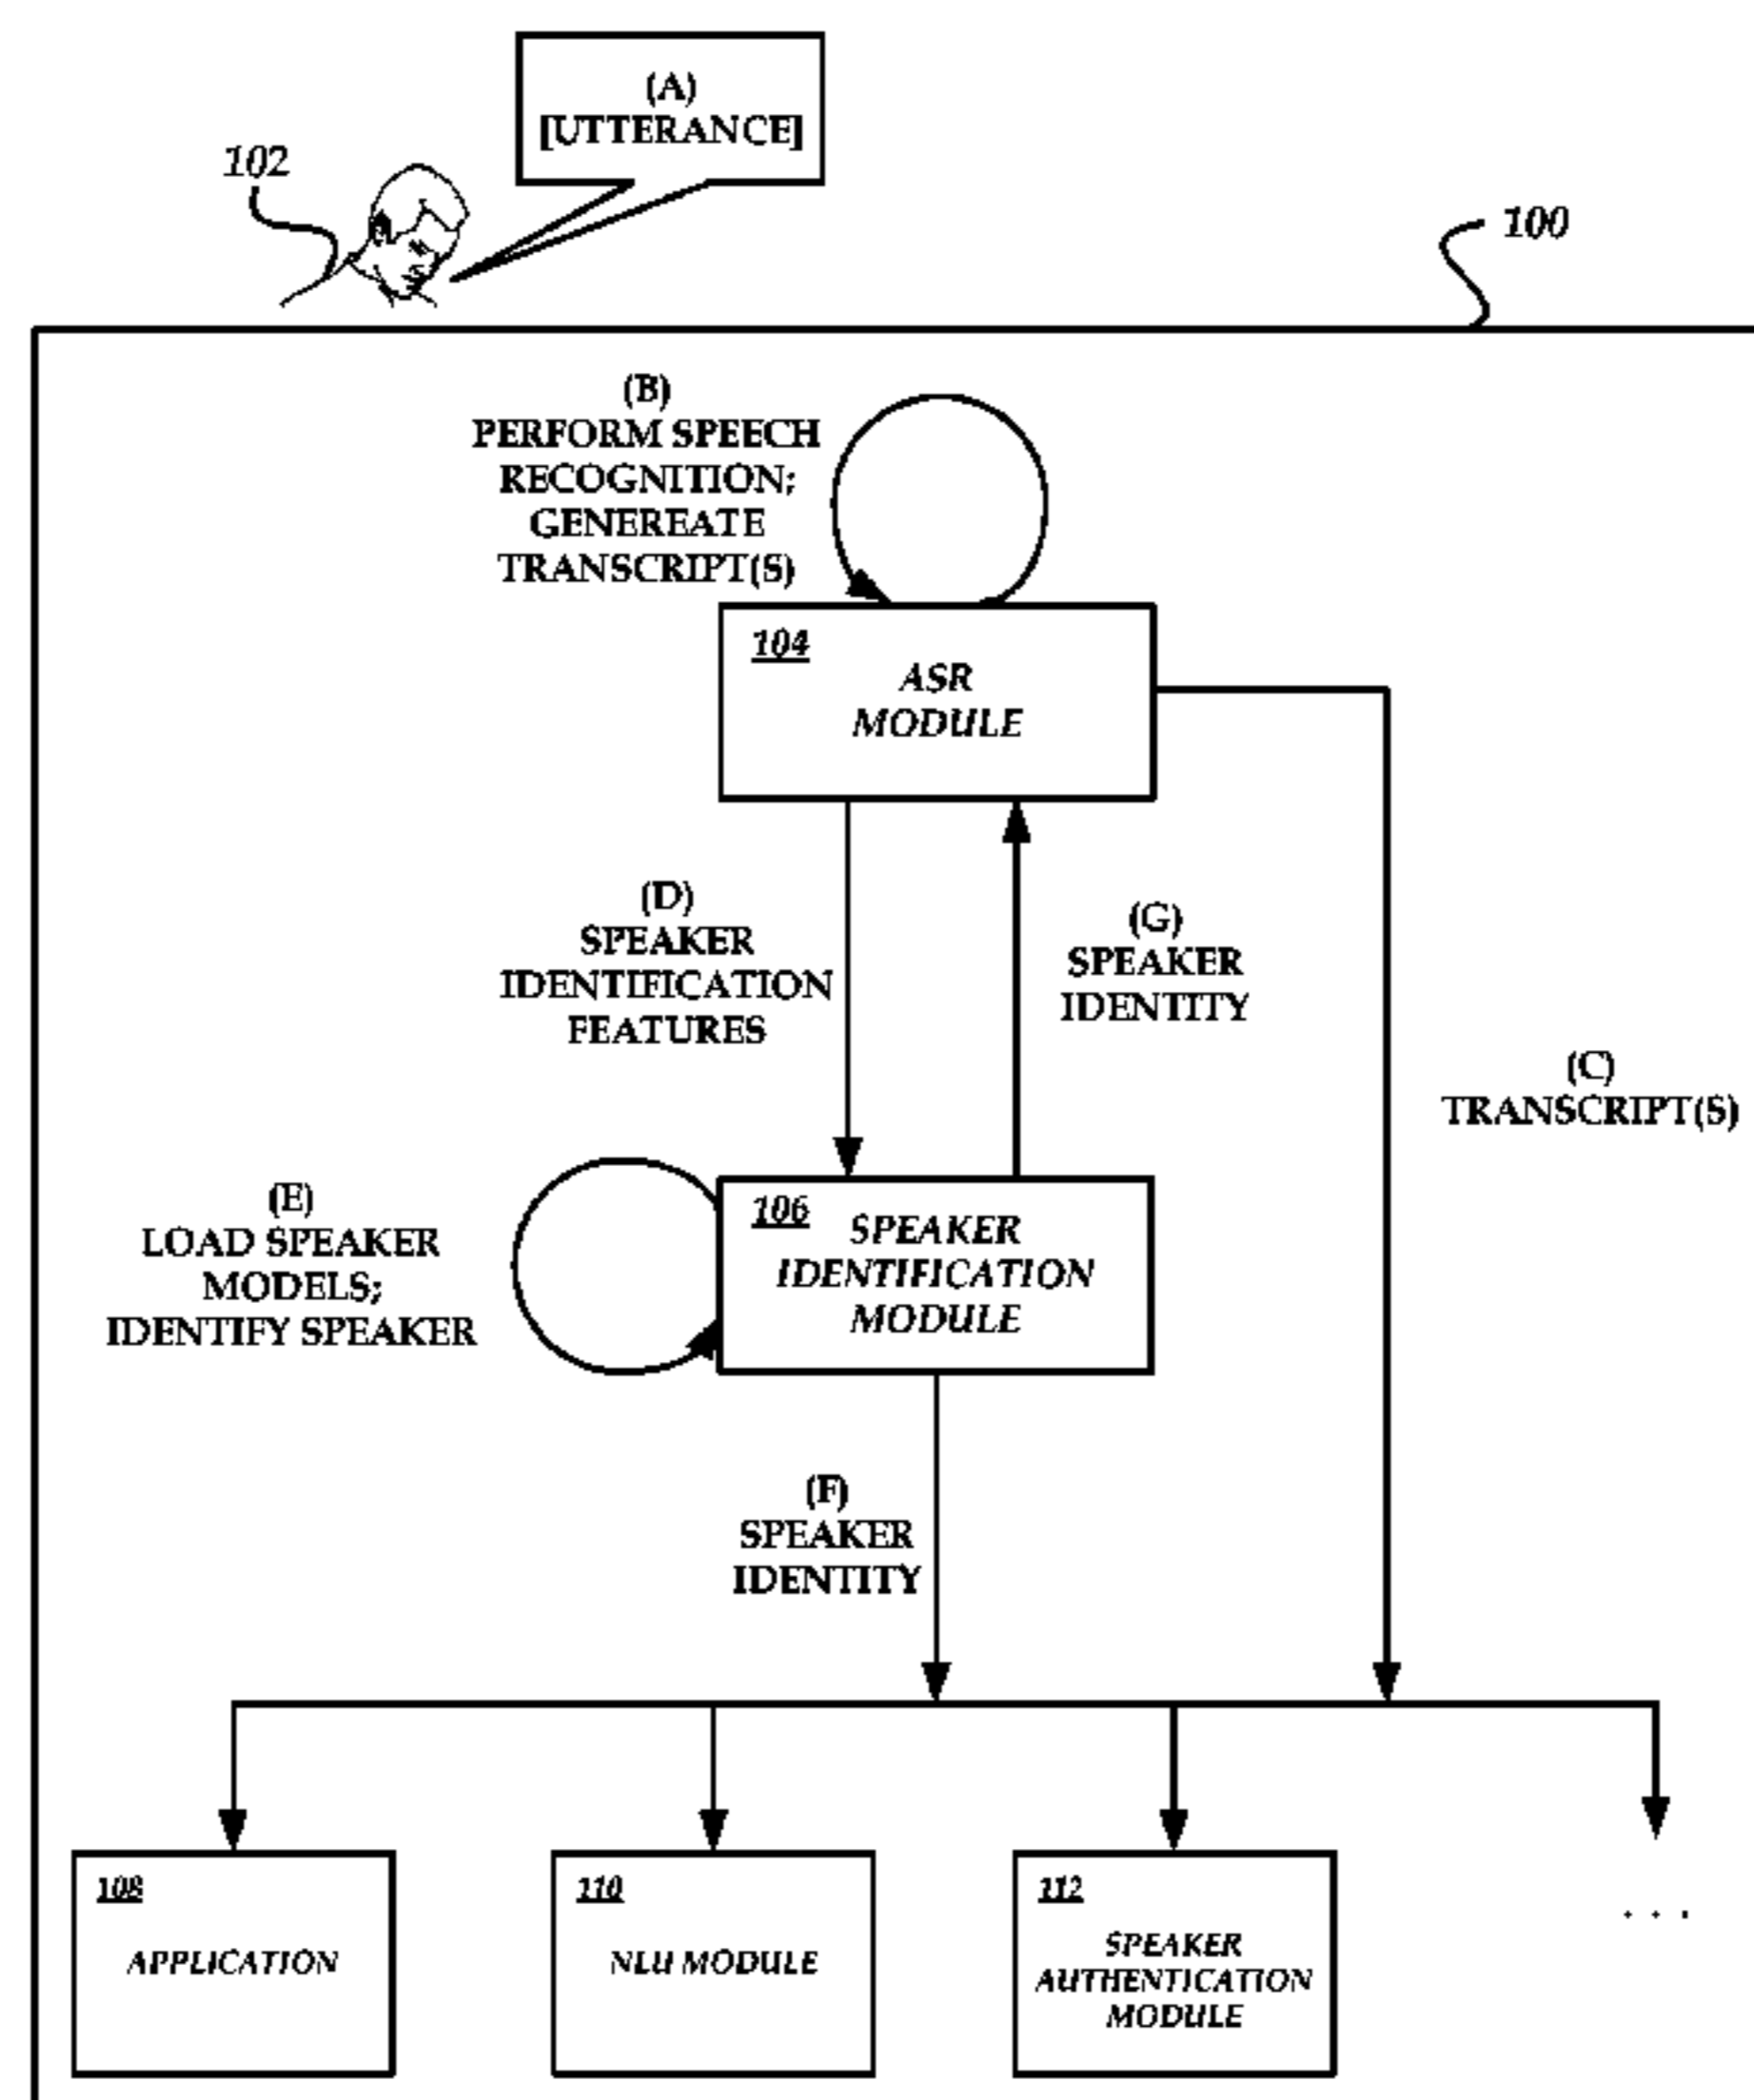 (A)
[UTTERANCE]
102
100
(B)
PERFORM SPEECH
RECOGNITION;
GENEREATE
TRANSCRIPT(S)
104
ASR
MODULE
(D)
SPEAKER
IDENTIFICATION
FEATURES
(G)
SPEAKER
IDENTITY
(C)
TRANSCRIPT(S)
(E)
LOAD SPEAKER
MODELS;
IDENTIFY SPEAKER
106
SPEAKER
IDENTIFICATION
MODULE
(F)
SPEAKER
IDENTITY
108
APPLICATION
110
NLU MODULE
112
SPEAKER
AUTHENTICATION
MODULE
. . .